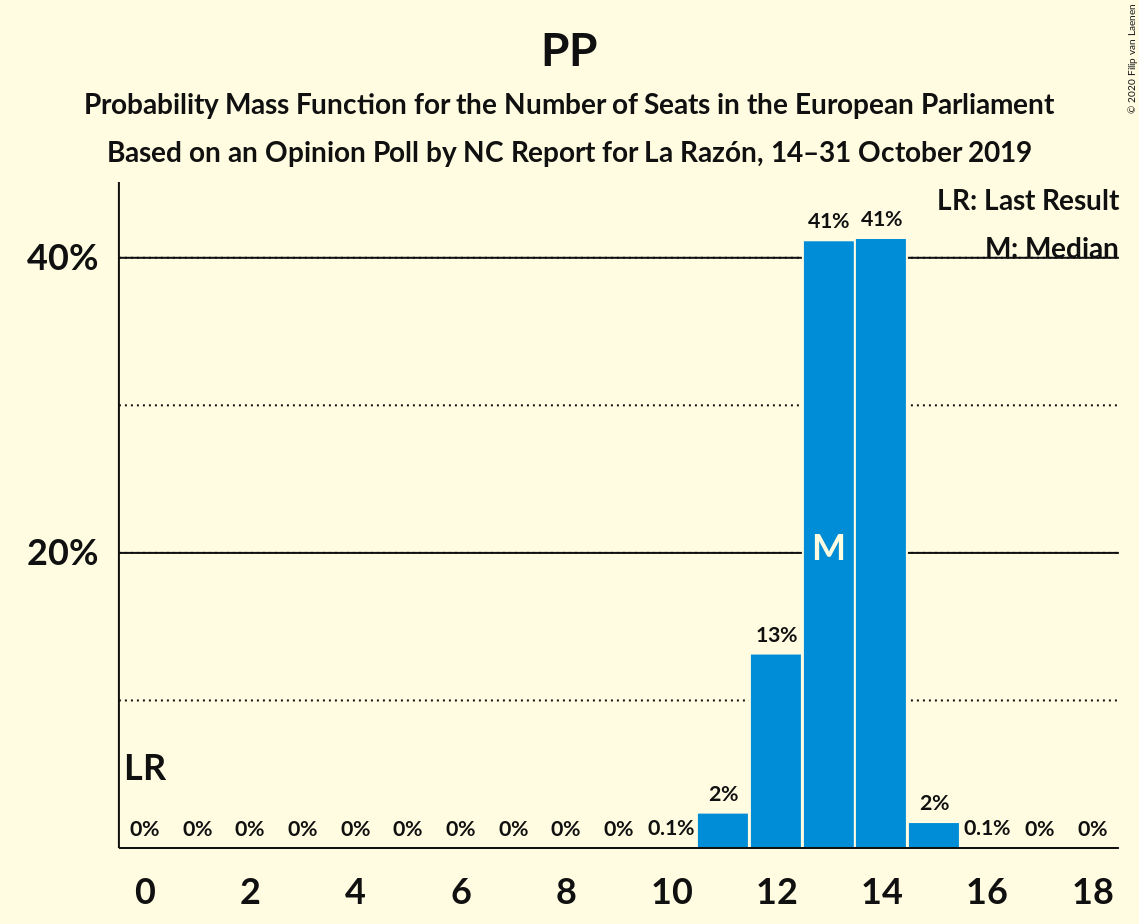 PP
Probability Mass Function for the Number of Seats in the European Parliament
Based on an Opinion Poll by NC Report for La Razón, 14–31 October 2019
© 2020 Filip van Laenen
LR: Last Result
M: Median
41% 41%
40%
M
20%
13%
LR
2%
2%
0% 0% 0% 0% 0% 0% 0% 0% 0% 0% 0.1% 0.1% 0% 0%
0 2 4 6 8 10 12 14 16 18